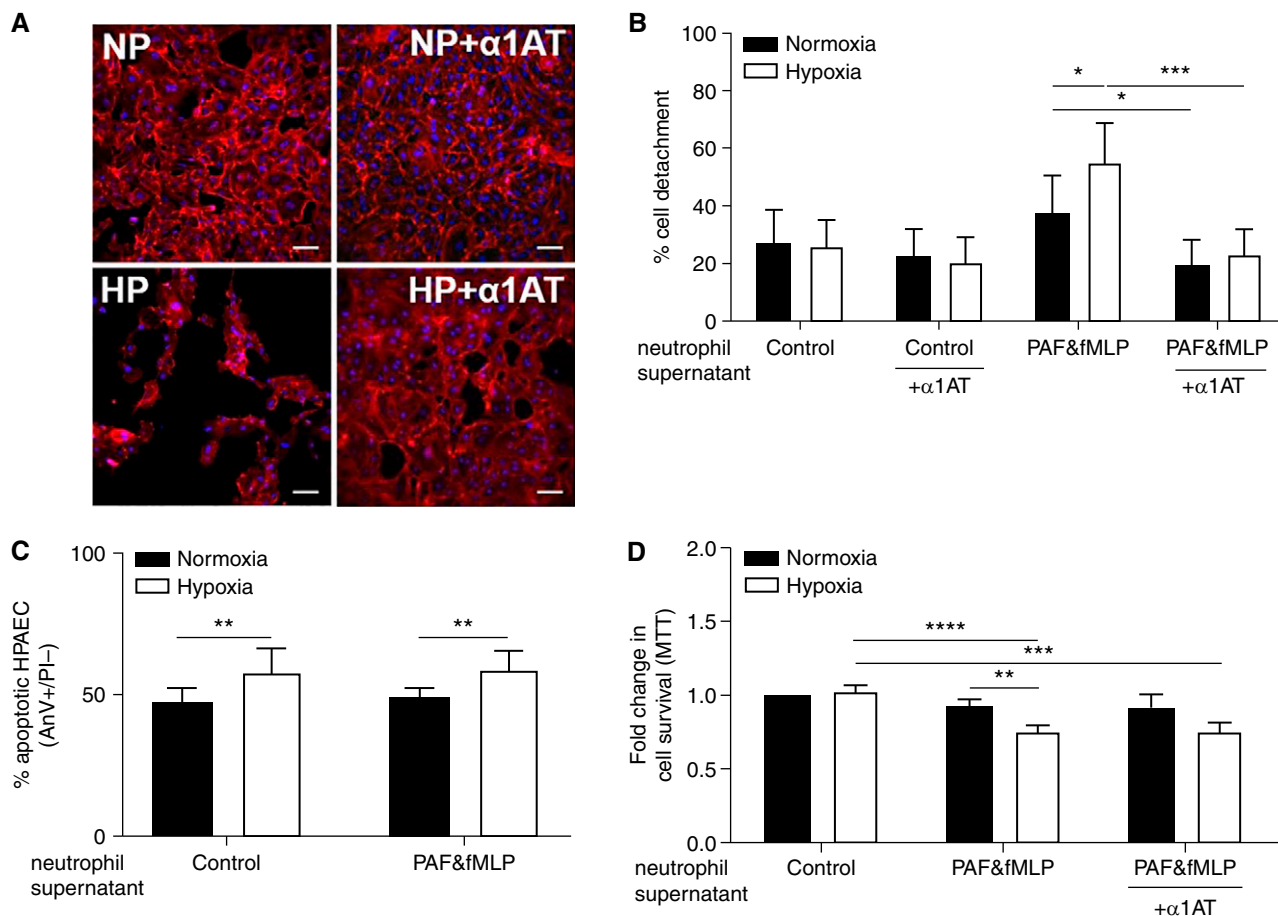 A
NP
NP+α1AT
HP
HP+α1AT
B
Normoxia
Hypoxia
% cell detachment
100
80
60
40
20
0
*
***
*
neutrophil
supernatant
Control
Control
+α1AT
PAF&fMLP
PAF&fMLP
+α1AT
C
Normoxia
Hypoxia
% apoptotic HPAEC
(AnV+/PI–)
100
50
0
**
**
neutrophil
supernatant
Control
PAF&fMLP
D
Normoxia
Hypoxia
Fold change in
cell survival (MTT)
2.0
1.5
1.0
0.5
0.0
****
***
**
neutrophil
supernatant
Control
PAF&fMLP
PAF&fMLP
+α1AT